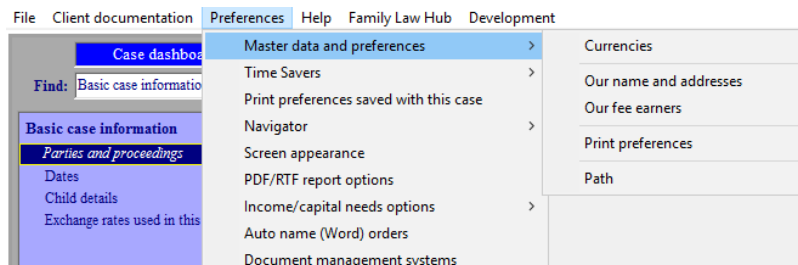 File Client documentation Preferences Help Family Law Hub Development
Case dashboa
Find: Basic case informatio
Basic case information
Parties and proceedings
Dates
Child details
Exchange rates used in this
Master data and preferences
Time Savers
Print preferences saved with this case
Navigator
Screen appearance
PDF/RTF report options
Income/capital needs options
Auto name (Word) orders
Document management systems
Currencies
Our name and addresses
Our fee earners
Print preferences
Path